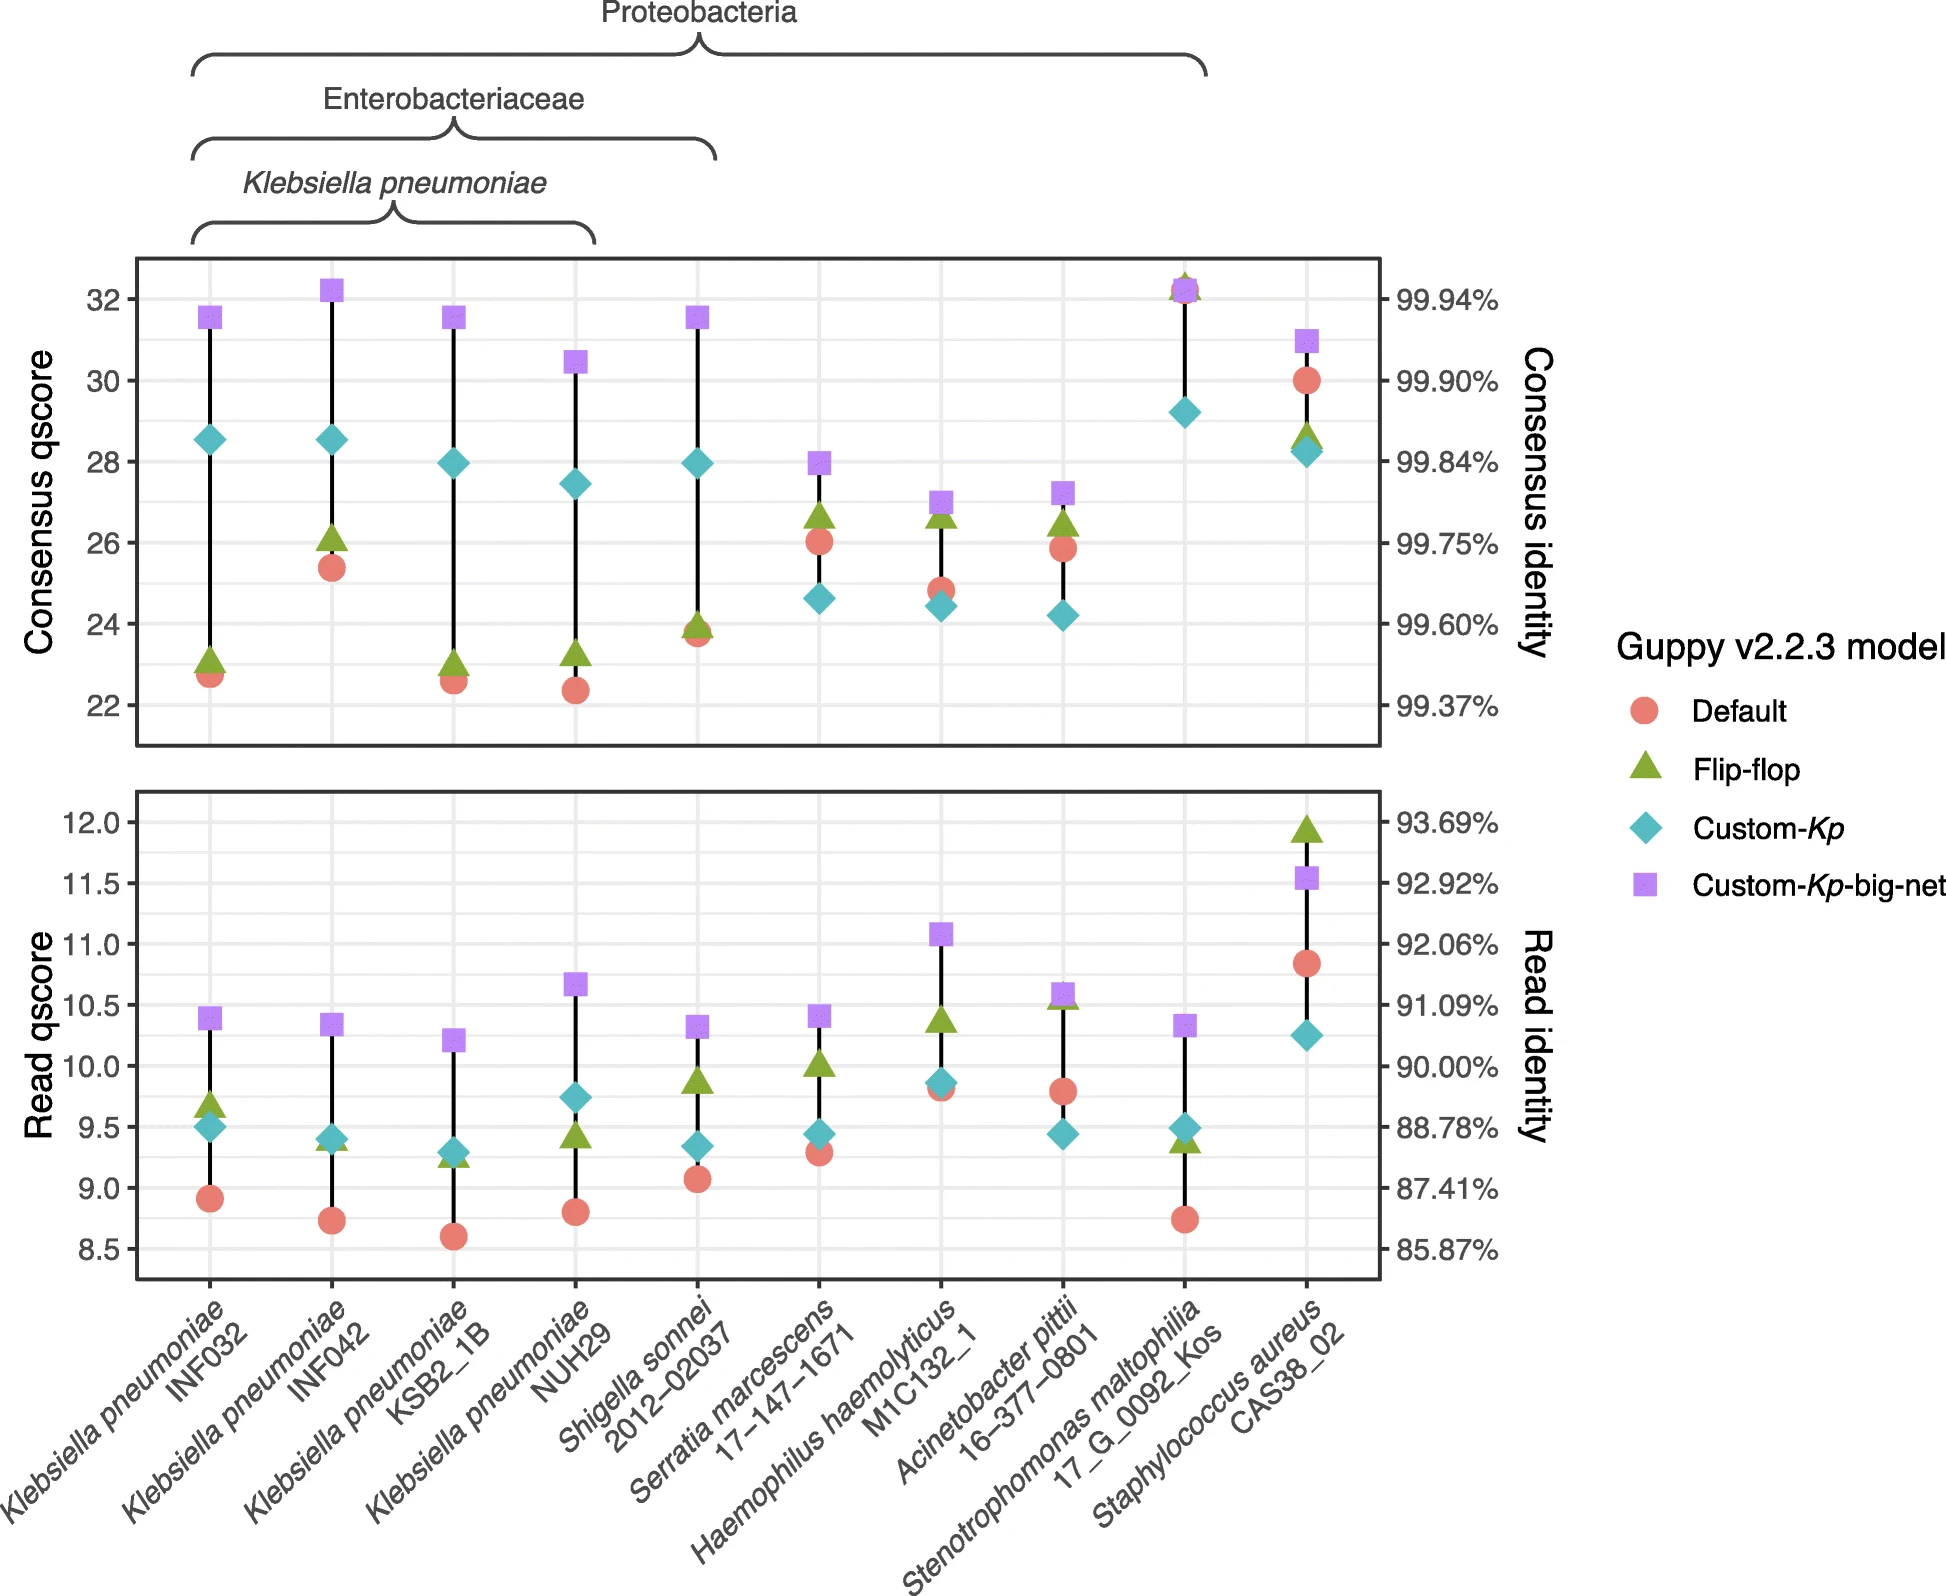 Proteobacteria
Enterobacteriaceae
Klebsiella pneumoniae
Consensus qscore
32
30
28
26
24
22
99.94%
99.90%
99.84%
99.75%
99.60%
99.37%
Consensus identity
Read qscore
12.0
11.5
11.0
10.5
10.0
9.5
9.0
8.5
93.69%
92.92%
92.06%
91.09%
90.00%
88.78%
87.41%
85.87%
Read identity
Guppy v2.2.3 model
Default
Flip-flop
Custom-Kp
Custom-Kp-big-net
Klebsiella pneumoniae
INF032
Klebsiella pneumoniae
INF042
Klebsiella pneumoniae
KSB2_1B
Klebsiella pneumoniae
NUH29
Shigella sonnei
2012−02037
Serratia marcescens
17−147−1671
Haemophilus haemolyticus
M1C132_1
Acinetobacter pittii
16−377−0801
Stenotrophomonas maltophilia
17_G_0092_Kos
Staphylococcus aureus
CAS38_02